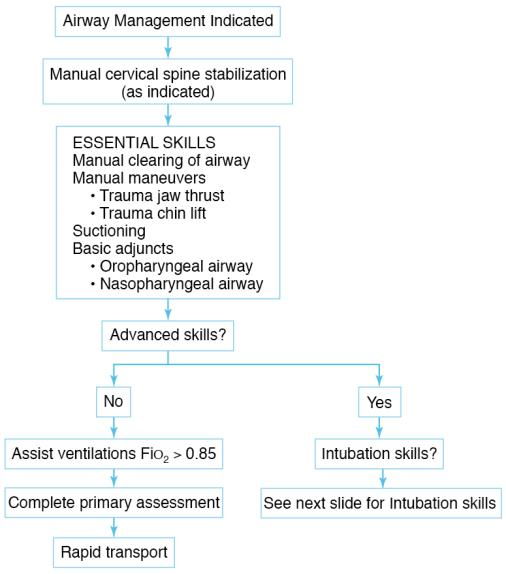 Airway Management Indicated
Manual cervical spine stabilization
(as indicated)
ESSENTIAL SKILLS
Manual clearing of airway
Manual maneuvers
• Trauma jaw thrust
• Trauma chin lift
Suctioning
Basic adjuncts
• Oropharyngeal airway
• Nasopharyngeal airway
Advanced skills?
No
Yes
Assist ventilations FiO₂ > 0.85
Intubation skills?
Complete primary assessment
See next slide for Intubation skills
Rapid transport